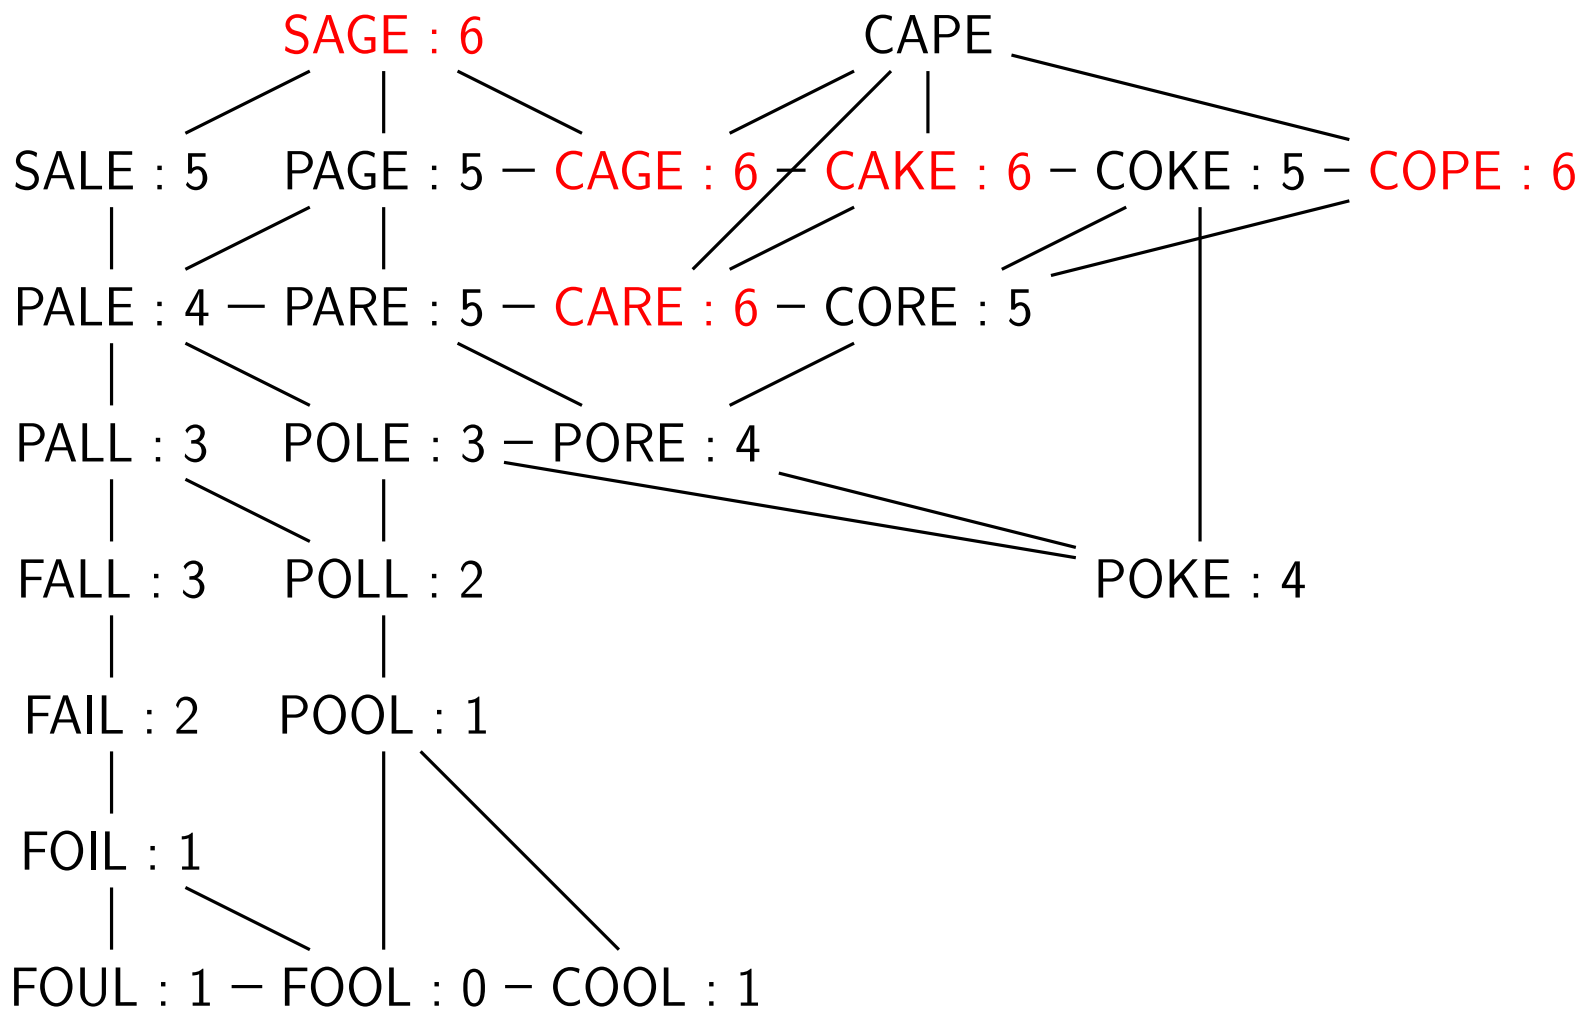 SAGE : 6 CAPE
SALE : 5 PAGE : 5 CAGE : 6 CAKE : 6 COKE : 5 COPE : 6
PALE : 4 PARE : 5 CARE : 6 CORE : 5
PALL : 3 POLE : 3 PORE : 4
FALL : 3 POLL : 2 POKE : 4
FAIL : 2 POOL : 1
FOIL : 1
FOUL : 1 FOOL : 0 COOL : 1